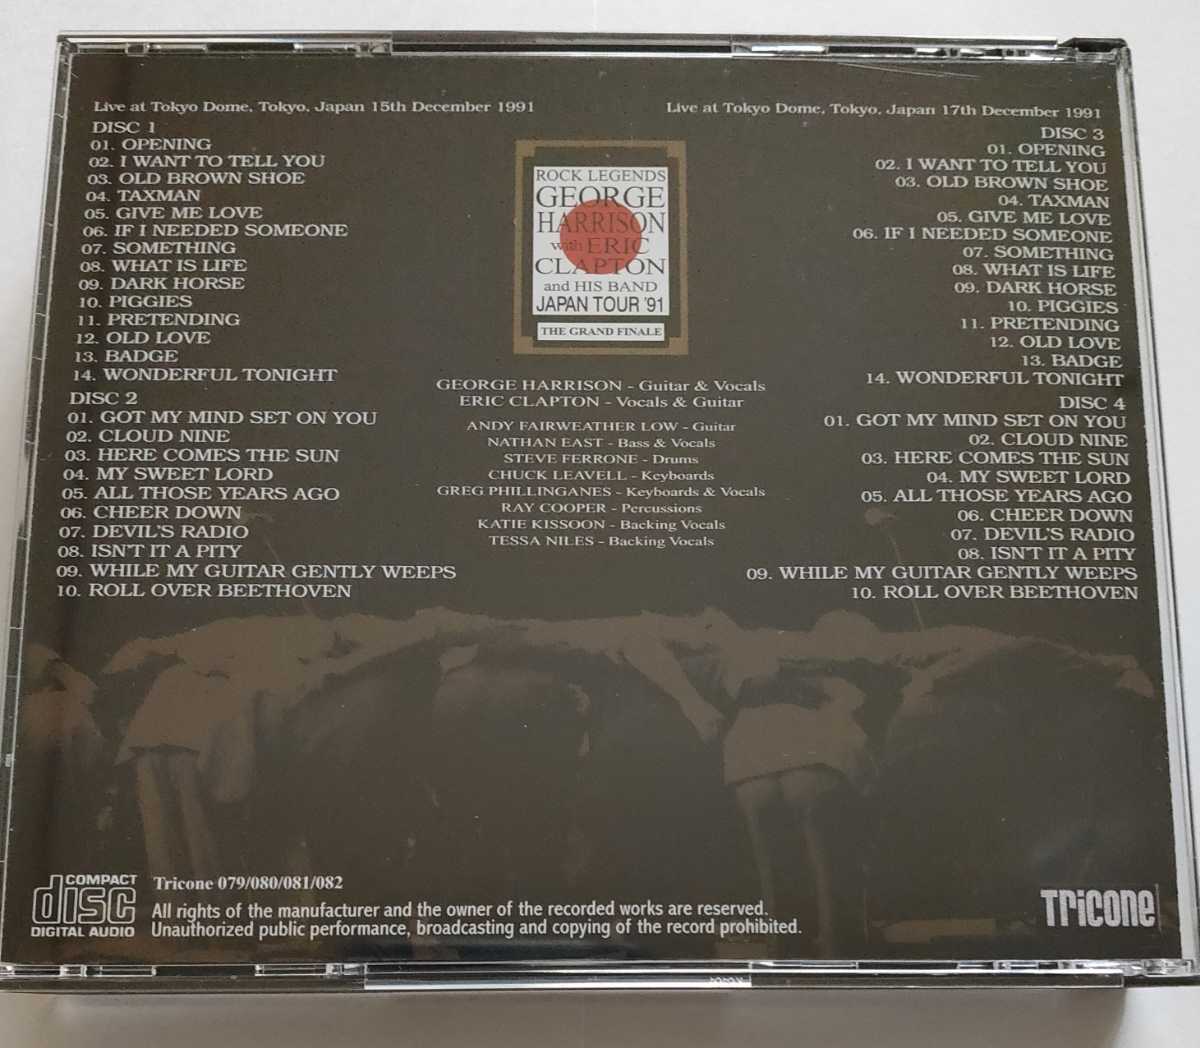 Live at Tokyo Dome, Tokyo, Japan 15th December 1991
DISC 1
01. OPENING
02. I WANT TO TELL YOU
03. OLD BROWN SHOE
04. TAXMAN
05. GIVE ME LOVE
06. IF I NEEDED SOMEONE
07. SOMETHING
08. WHAT IS LIFE
09. DARK HORSE
10. PIGGIES
11. PRETENDING
12. OLD LOVE
13. BADGE
14. WONDERFUL TONIGHT
DISC 2
01. GOT MY MIND SET ON YOU
02. CLOUD NINE
03. HERE COMES THE SUN
04. MY SWEET LORD
05. ALL THOSE YEARS AGO
06. CHEER DOWN
07. DEVIL'S RADIO
08. ISN'T IT A PITY
09. WHILE MY GUITAR GENTLY WEEPS
10. ROLL OVER BEETHOVEN
ROCK LEGENDS
GEORGE
HARRISON
with ERIC
CLAPTON
and HIS BAND
JAPAN TOUR '91
THE GRAND FINALE
GEORGE HARRISON - Guitar & Vocals
ERIC CLAPTON - Vocals & Guitar
ANDY FAIRWEATHER LOW - Guitar
NATHAN EAST - Bass & Vocals
STEVE FERRONE - Drums
CHUCK LEAVELL - Keyboards
GREG PHILLINGANES - Keyboards & Vocals
RAY COOPER - Percussions
KATIE KISSOON - Backing Vocals
TESSA NILES - Backing Vocals
Live at Tokyo Dome, Tokyo, Japan 17th December 1991
DISC 3
01. OPENING
02. I WANT TO TELL YOU
03. OLD BROWN SHOE
04. TAXMAN
05. GIVE ME LOVE
06. IF I NEEDED SOMEONE
07. SOMETHING
08. WHAT IS LIFE
09. DARK HORSE
10. PIGGIES
11. PRETENDING
12. OLD LOVE
13. BADGE
14. WONDERFUL TONIGHT
DISC 4
01. GOT MY MIND SET ON YOU
02. CLOUD NINE
03. HERE COMES THE SUN
04. MY SWEET LORD
05. ALL THOSE YEARS AGO
06. CHEER DOWN
07. DEVIL'S RADIO
08. ISN'T IT A PITY
09. WHILE MY GUITAR GENTLY WEEPS
10. ROLL OVER BEETHOVEN
COMPACT
disc
DIGITAL AUDIO
Tricone 079/080/081/082
All rights of the manufacturer and the owner of the recorded works are reserved.
Unauthorized public performance, broadcasting and copying of the record prohibited.
Tricone